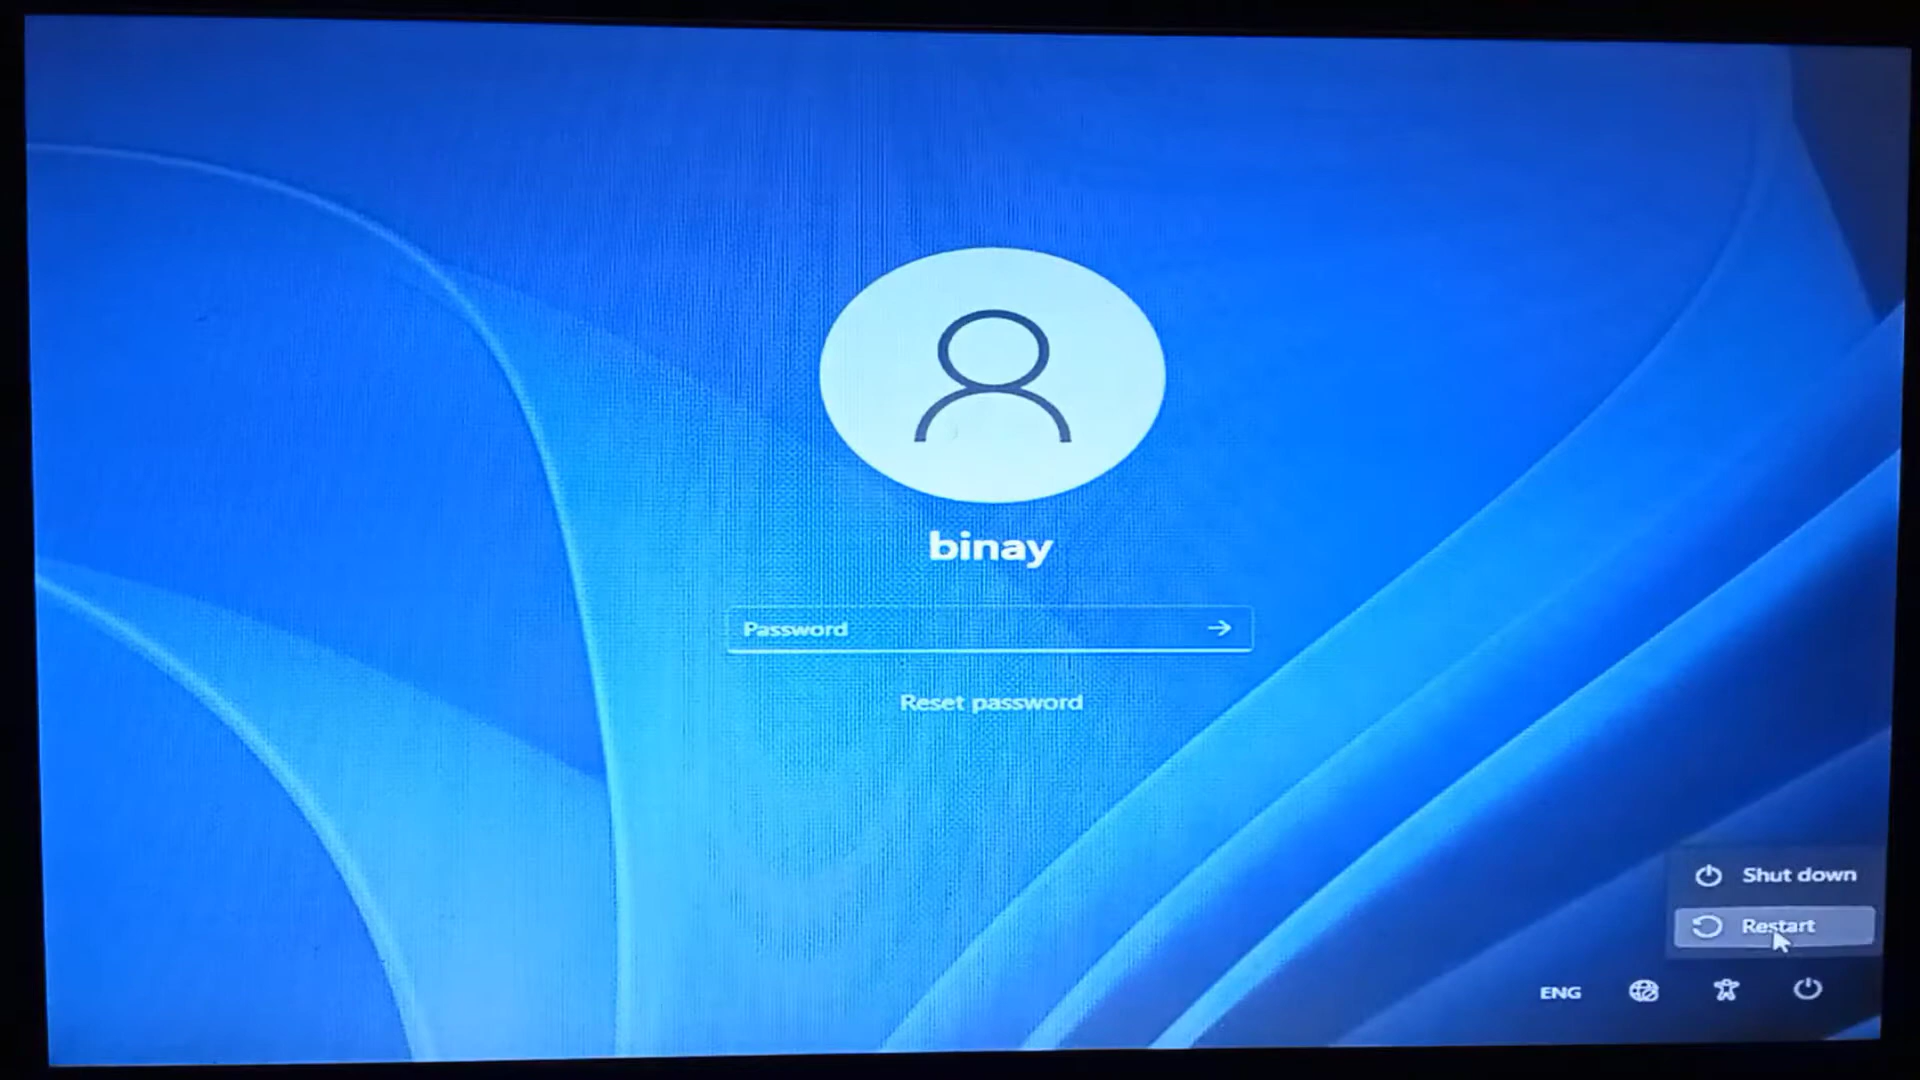 binay
Password
Reset password
Shut down
Restart
ENG